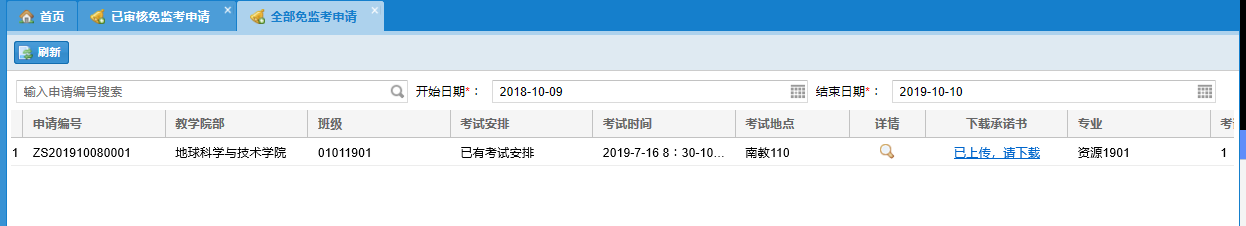 首页 已审核免监考申请 全部免监考申请
刷新
输入申请编号搜索 开始日期*： 2018-10-09 结束日期*： 2019-10-10
申请编号 教学院部 班级 考试安排 考试时间 考试地点 详情 下载承诺书 专业
1 ZS201910080001 地球科学与技术学院 01011901 已有考试安排 2019-7-16 8：30-10... 南教110 已上传，请下载 资源1901 1